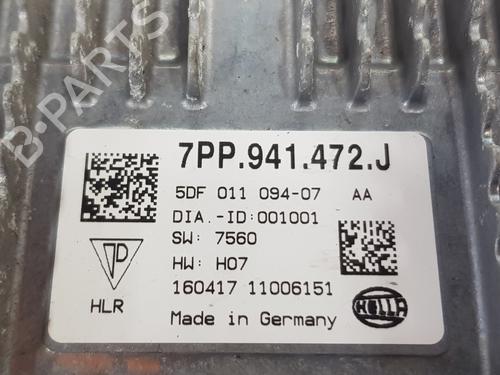 B-PARTS
7PP.941.472.J
5DF 011 094-07 AA
DIA.-ID:001001
SW: 7560
HW: H07
HLR
160417 11006151
HELLA
Made in Germany